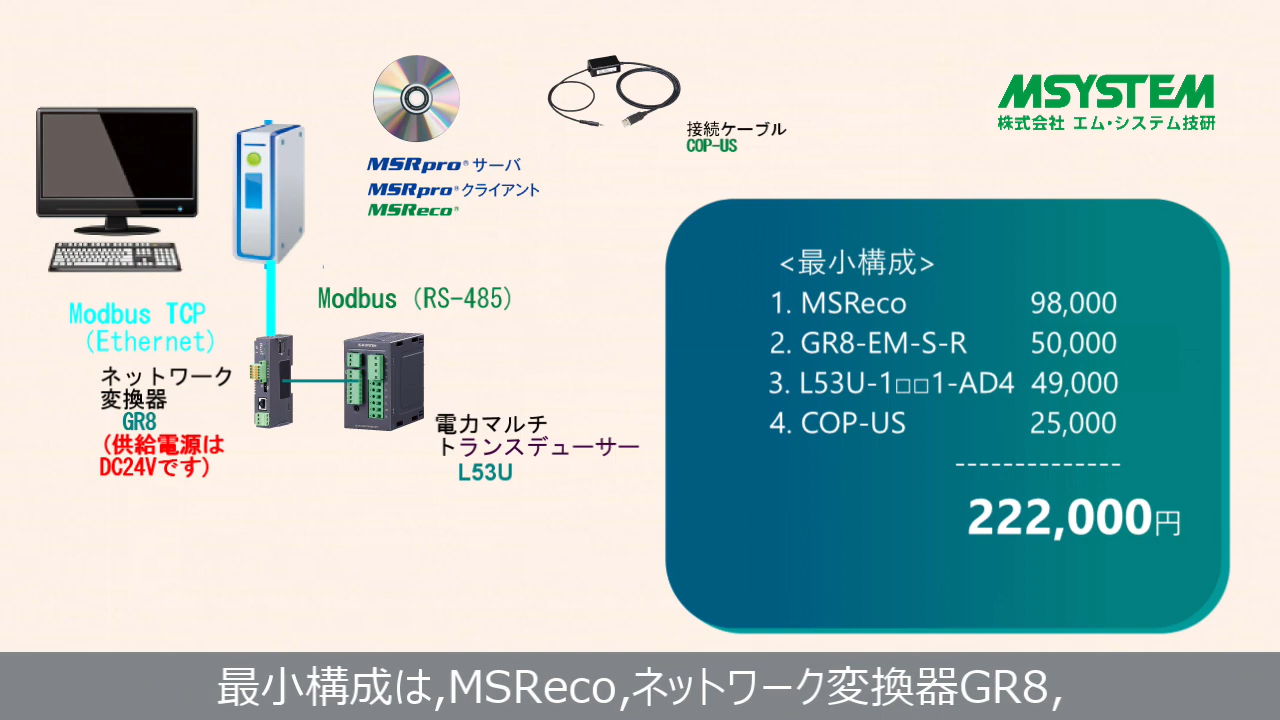 MSYSTEM
株式会社 エム・システム技研
接続ケーブル
COP-US
MSRpro® サーバ
MSRpro® クライアント
MSReco®
Modbus TCP
(Ethernet)
Modbus (RS-485)
ネットワーク
変換器
GR8
(供給電源は
DC24Vです)
電力マルチ
トランスデューサー
L53U
<最小構成>
1. MSReco 98,000
2. GR8-EM-S-R 50,000
3. L53U-1□□1-AD4 49,000
4. COP-US 25,000
--------------
222,000円
最小構成は,MSReco,ネットワーク変換器GR8,